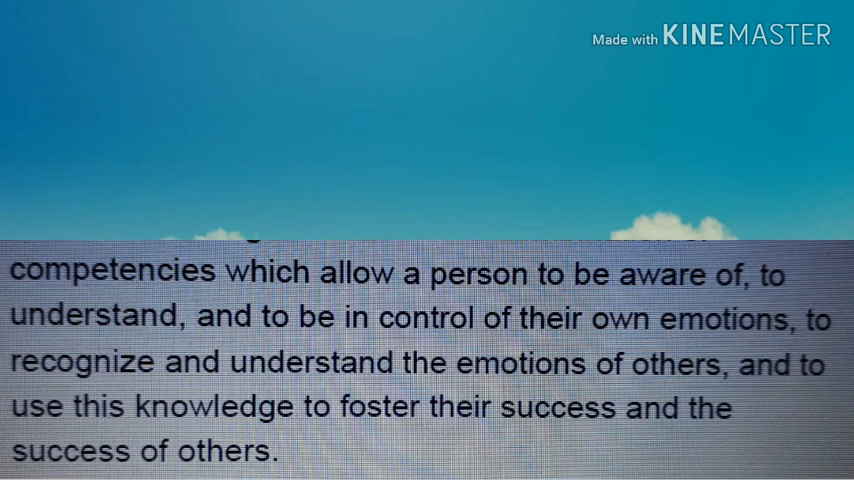 Made with KINEMASTER
competencies which allow a person to be aware of, to
understand, and to be in control of their own emotions, to
recognize and understand the emotions of others, and to
use this knowledge to foster their success and the
success of others.